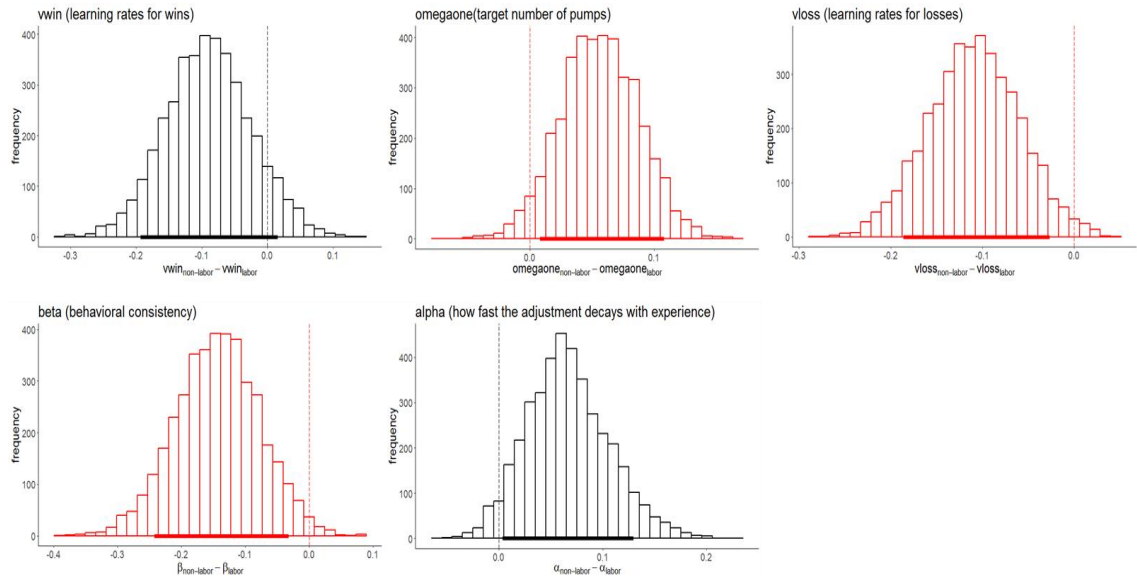 vwin (learning rates for wins)
frequency
400
300
200
100
0
-0.3 -0.2 -0.1 0.0 0.1
vwinnon-labor − vwinlabor
omegaone(target number of pumps)
frequency
400
300
200
100
0
0.0 0.1
omegaonenon-labor − omegaonelabor
vloss (learning rates for losses)
frequency
300
200
100
0
-0.3 -0.2 -0.1 0.0
vlossnon-labor − vlosslabor
beta (behavioral consistency)
frequency
400
300
200
100
0
-0.4 -0.3 -0.2 -0.1 0.0 0.1
βnon-labor − βlabor
alpha (how fast the adjustment decays with experience)
frequency
400
300
200
100
0
0.0 0.1 0.2
αnon-labor − αlabor